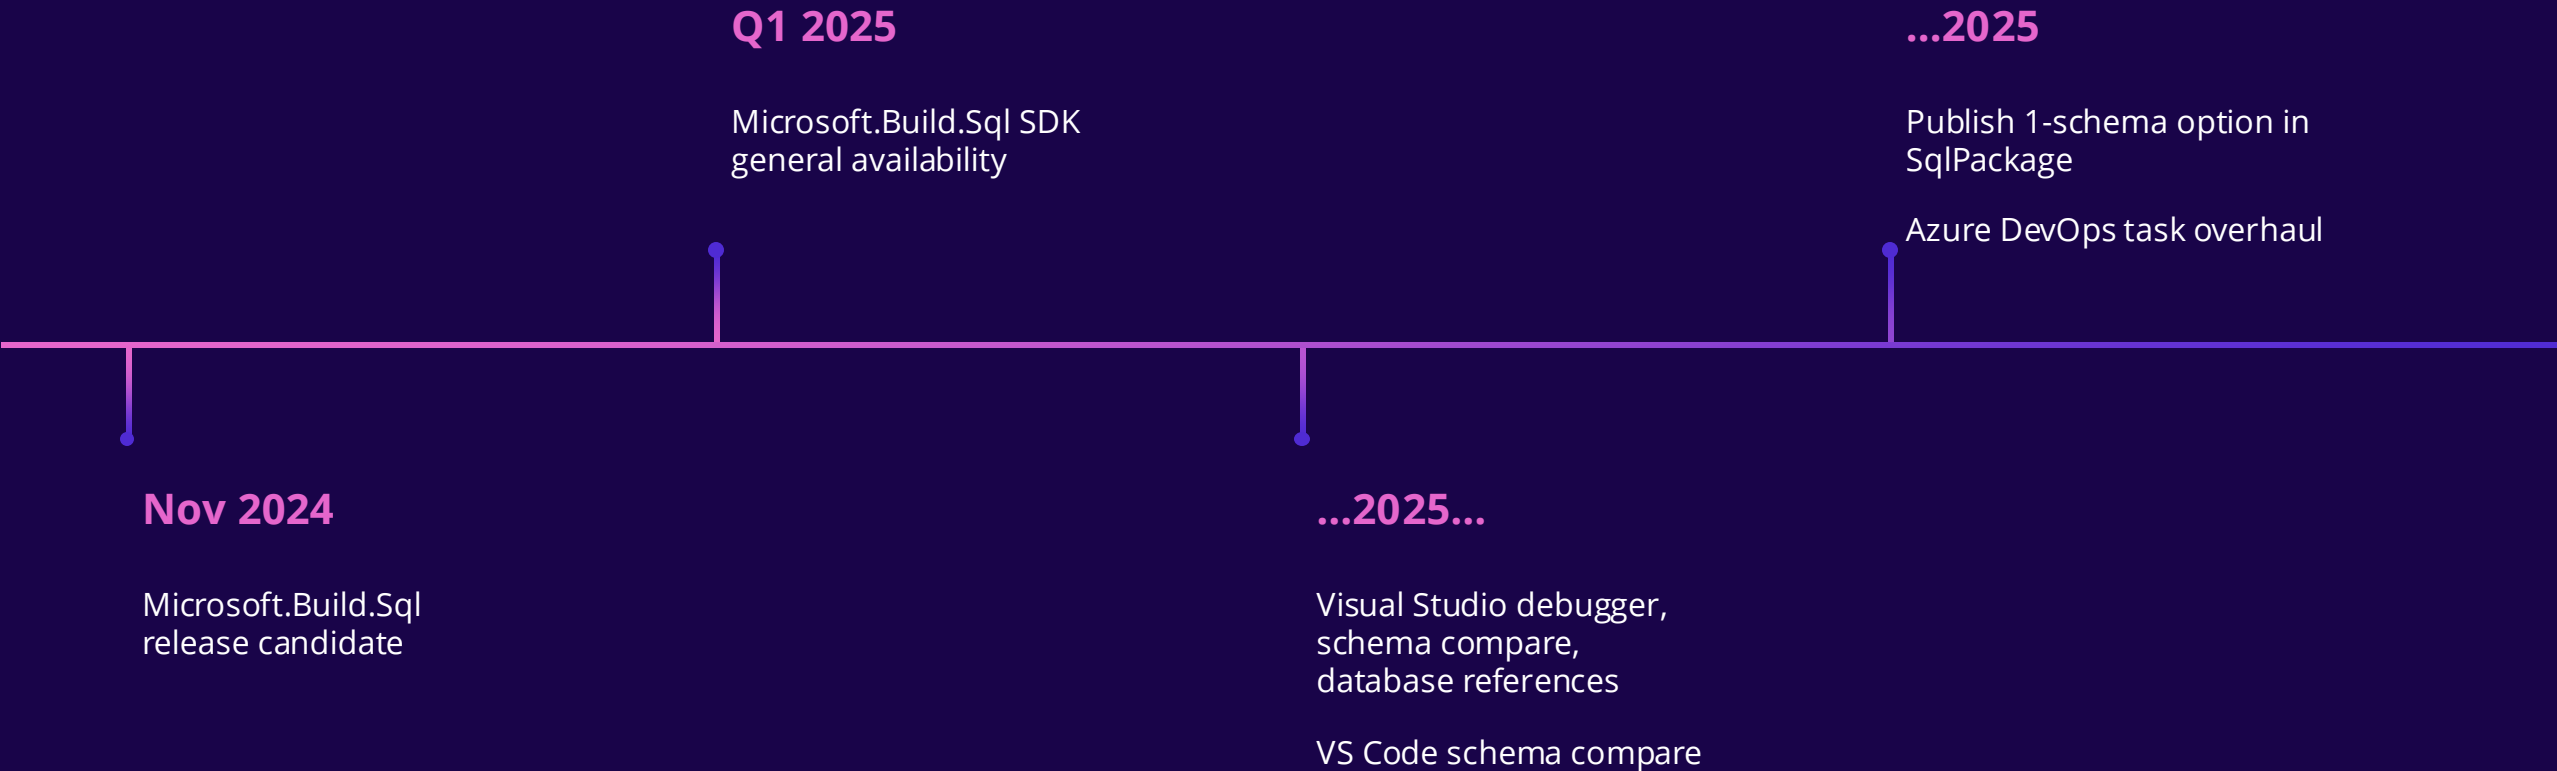 Q1 2025
Microsoft.Build.Sql SDK
general availability
...2025
Publish 1-schema option in
SqlPackage
Azure DevOps task overhaul
Nov 2024
Microsoft.Build.Sql
release candidate
...2025...
Visual Studio debugger,
schema compare,
database references
VS Code schema compare